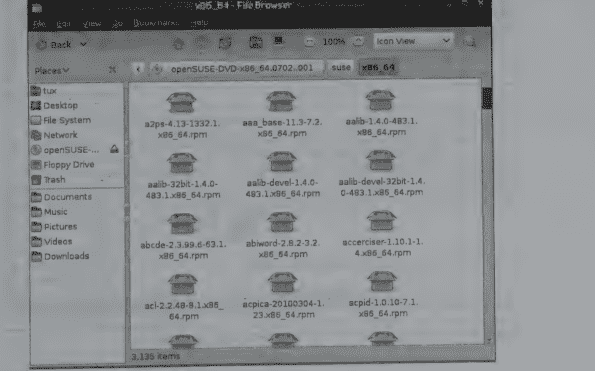 x86_64 - File Browser
File Edit View Go Bookmarks Help
Back 100% Icon View
Places openSUSE-DVD-x86_64.0702..001 suse x86_64
tux
Desktop
File System
Network
openSUSE-...
Floppy Drive
Trash
Documents
Music
Pictures
Videos
Downloads
a2ps-4.13-1332.1.
x86_64.rpm
aaa_base-11.3-7.2.
x86_64.rpm
aalib-1.4.0-483.1.
x86_64.rpm
aalib-32bit-1.4.0-
483.1.x86_64.rpm
aalib-devel-1.4.0-
483.1.x86_64.rpm
aalib-devel-32bit-1.4.
0-483.1.x86_64.rpm
abcde-2.3.99.6-63.1.
x86_64.rpm
abiword-2.8.2-3.2.
x86_64.rpm
accerciser-1.10.1-1.
4.x86_64.rpm
acl-2.2.48-9.1.x86_
64.rpm
acpica-20100304-1.
23.x86_64.rpm
acpid-1.0.10-7.1.
x86_64.rpm
3,135 items